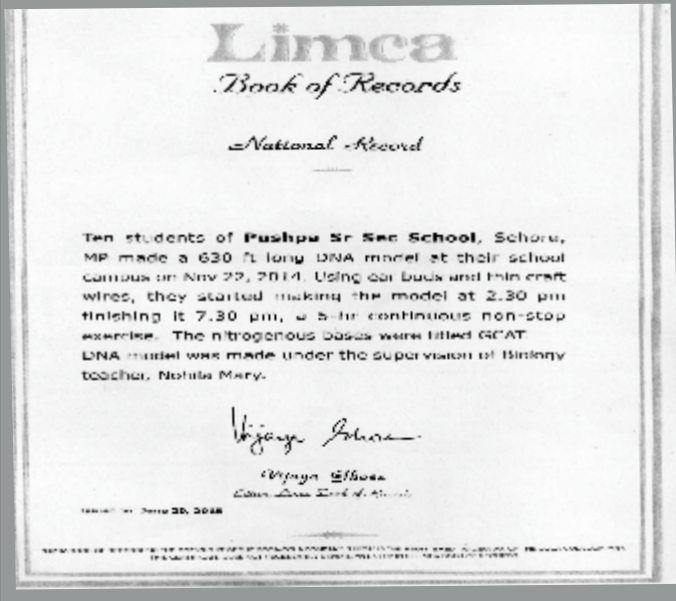 Limca
Book of Records
National Record
Ten students of Pushpa Sr Sec School, Sehore,
MP made a 630 ft long DNA model at their school
campus on Nov 22, 2014. Using ear buds and thin craft
wires, they started making the model at 2.30 pm
finishing it 7.30 pm, a 5-hr continuous non-stop
exercise. The nitrogenous bases were titled GCAT.
DNA model was made under the supervision of Biology
teacher, Mary.
Vijaya Ghose
Vijaya Ghose
Editor, Limca Book of Records
Issued on